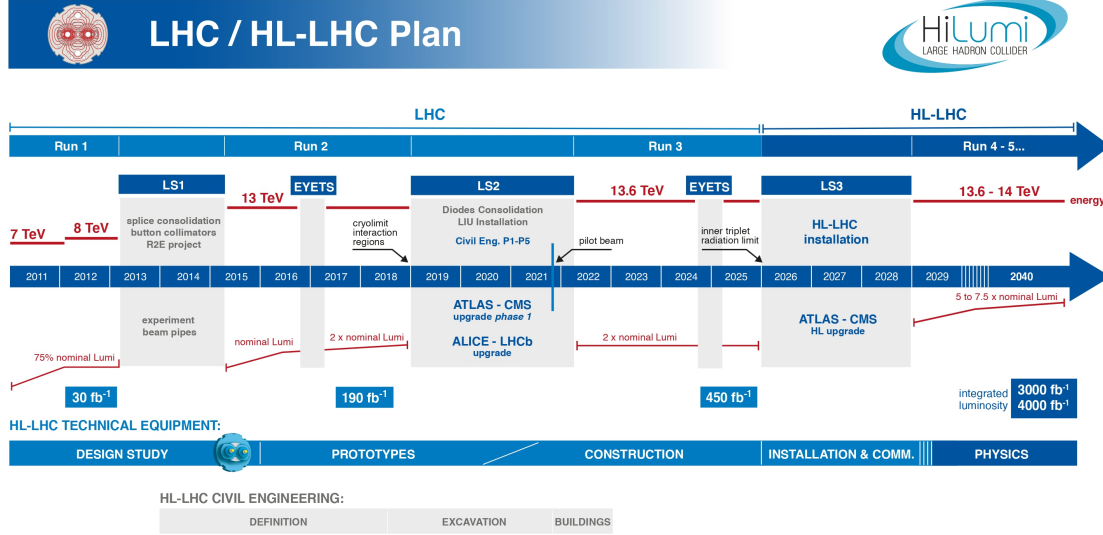 LHC / HL-LHC Plan
HiLumi
LARGE HADRON COLLIDER
LHC
HL-LHC
Run 1
Run 2
Run 3
Run 4 - 5...
LS1
EYETS
LS2
EYETS
LS3
7 TeV
8 TeV
13 TeV
13.6 TeV
13.6 - 14 TeV
energy
splice consolidation
button collimators
R2E project
cryolimit
interaction
regions
Diodes Consolidation
LIU Installation
Civil Eng. P1-P5
pilot beam
inner triplet
radiation limit
HL-LHC
installation
2011 2012 2013 2014 2015 2016 2017 2018 2019 2020 2021 2022 2023 2024 2025 2026 2027 2028 2029 2040
experiment
beam pipes
ATLAS - CMS
upgrade phase 1
ALICE - LHCb
upgrade
ATLAS - CMS
HL upgrade
75% nominal Lumi
nominal Lumi
2 x nominal Lumi
2 x nominal Lumi
5 to 7.5 x nominal Lumi
30 fb⁻¹
190 fb⁻¹
450 fb⁻¹
integrated
luminosity
3000 fb⁻¹
4000 fb⁻¹
HL-LHC TECHNICAL EQUIPMENT:
DESIGN STUDY
PROTOTYPES
CONSTRUCTION
INSTALLATION & COMM.
PHYSICS
HL-LHC CIVIL ENGINEERING:
DEFINITION
EXCAVATION
BUILDINGS